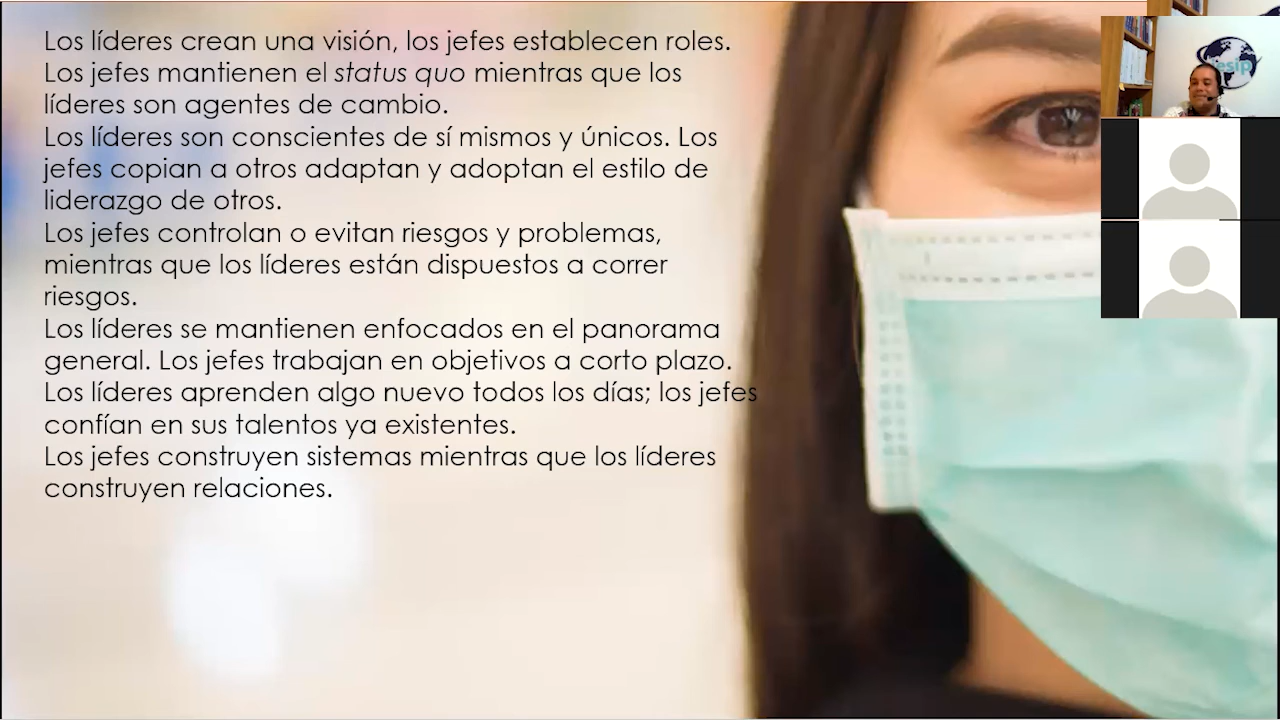 Los líderes crean una visión, los jefes establecen roles.
Los jefes mantienen el status quo mientras que los
líderes son agentes de cambio.
Los líderes son conscientes de sí mismos y únicos. Los
jefes copian a otros adaptan y adoptan el estilo de
liderazgo de otros.
Los jefes controlan o evitan riesgos y problemas,
mientras que los líderes están dispuestos a correr
riesgos.
Los líderes se mantienen enfocados en el panorama
general. Los jefes trabajan en objetivos a corto plazo.
Los líderes aprenden algo nuevo todos los días; los jefes
confían en sus talentos ya existentes.
Los jefes construyen sistemas mientras que los líderes
construyen relaciones.